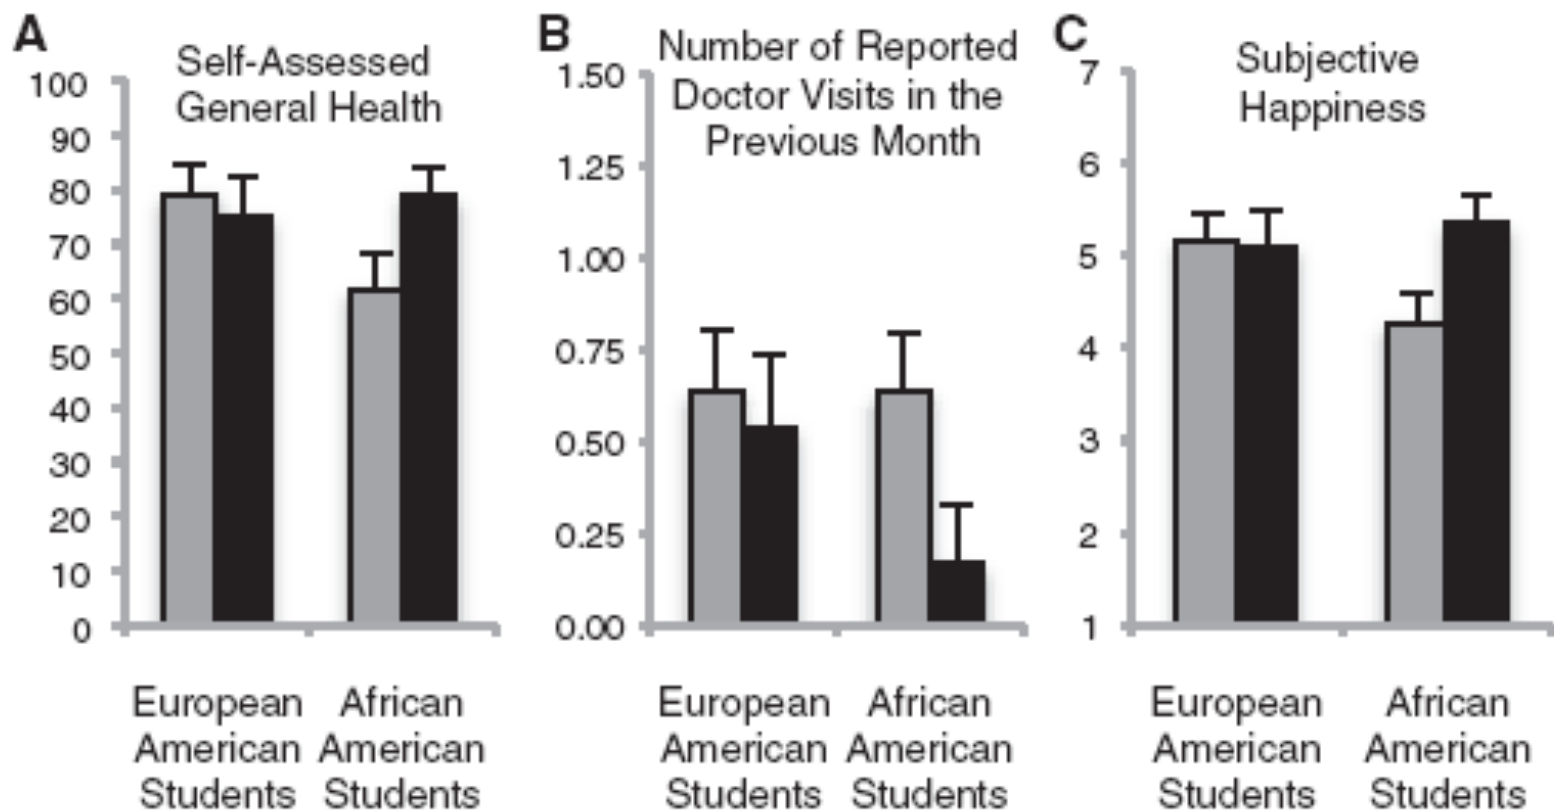 A
Self-Assessed
General Health
100
90
80
70
60
50
40
30
20
10
0
European
American
Students
African
American
Students
B
Number of Reported
Doctor Visits in the
Previous Month
1.50
1.25
1.00
0.75
0.50
0.25
0.00
European
American
Students
African
American
Students
C
Subjective
Happiness
7
6
5
4
3
2
1
European
American
Students
African
American
Students